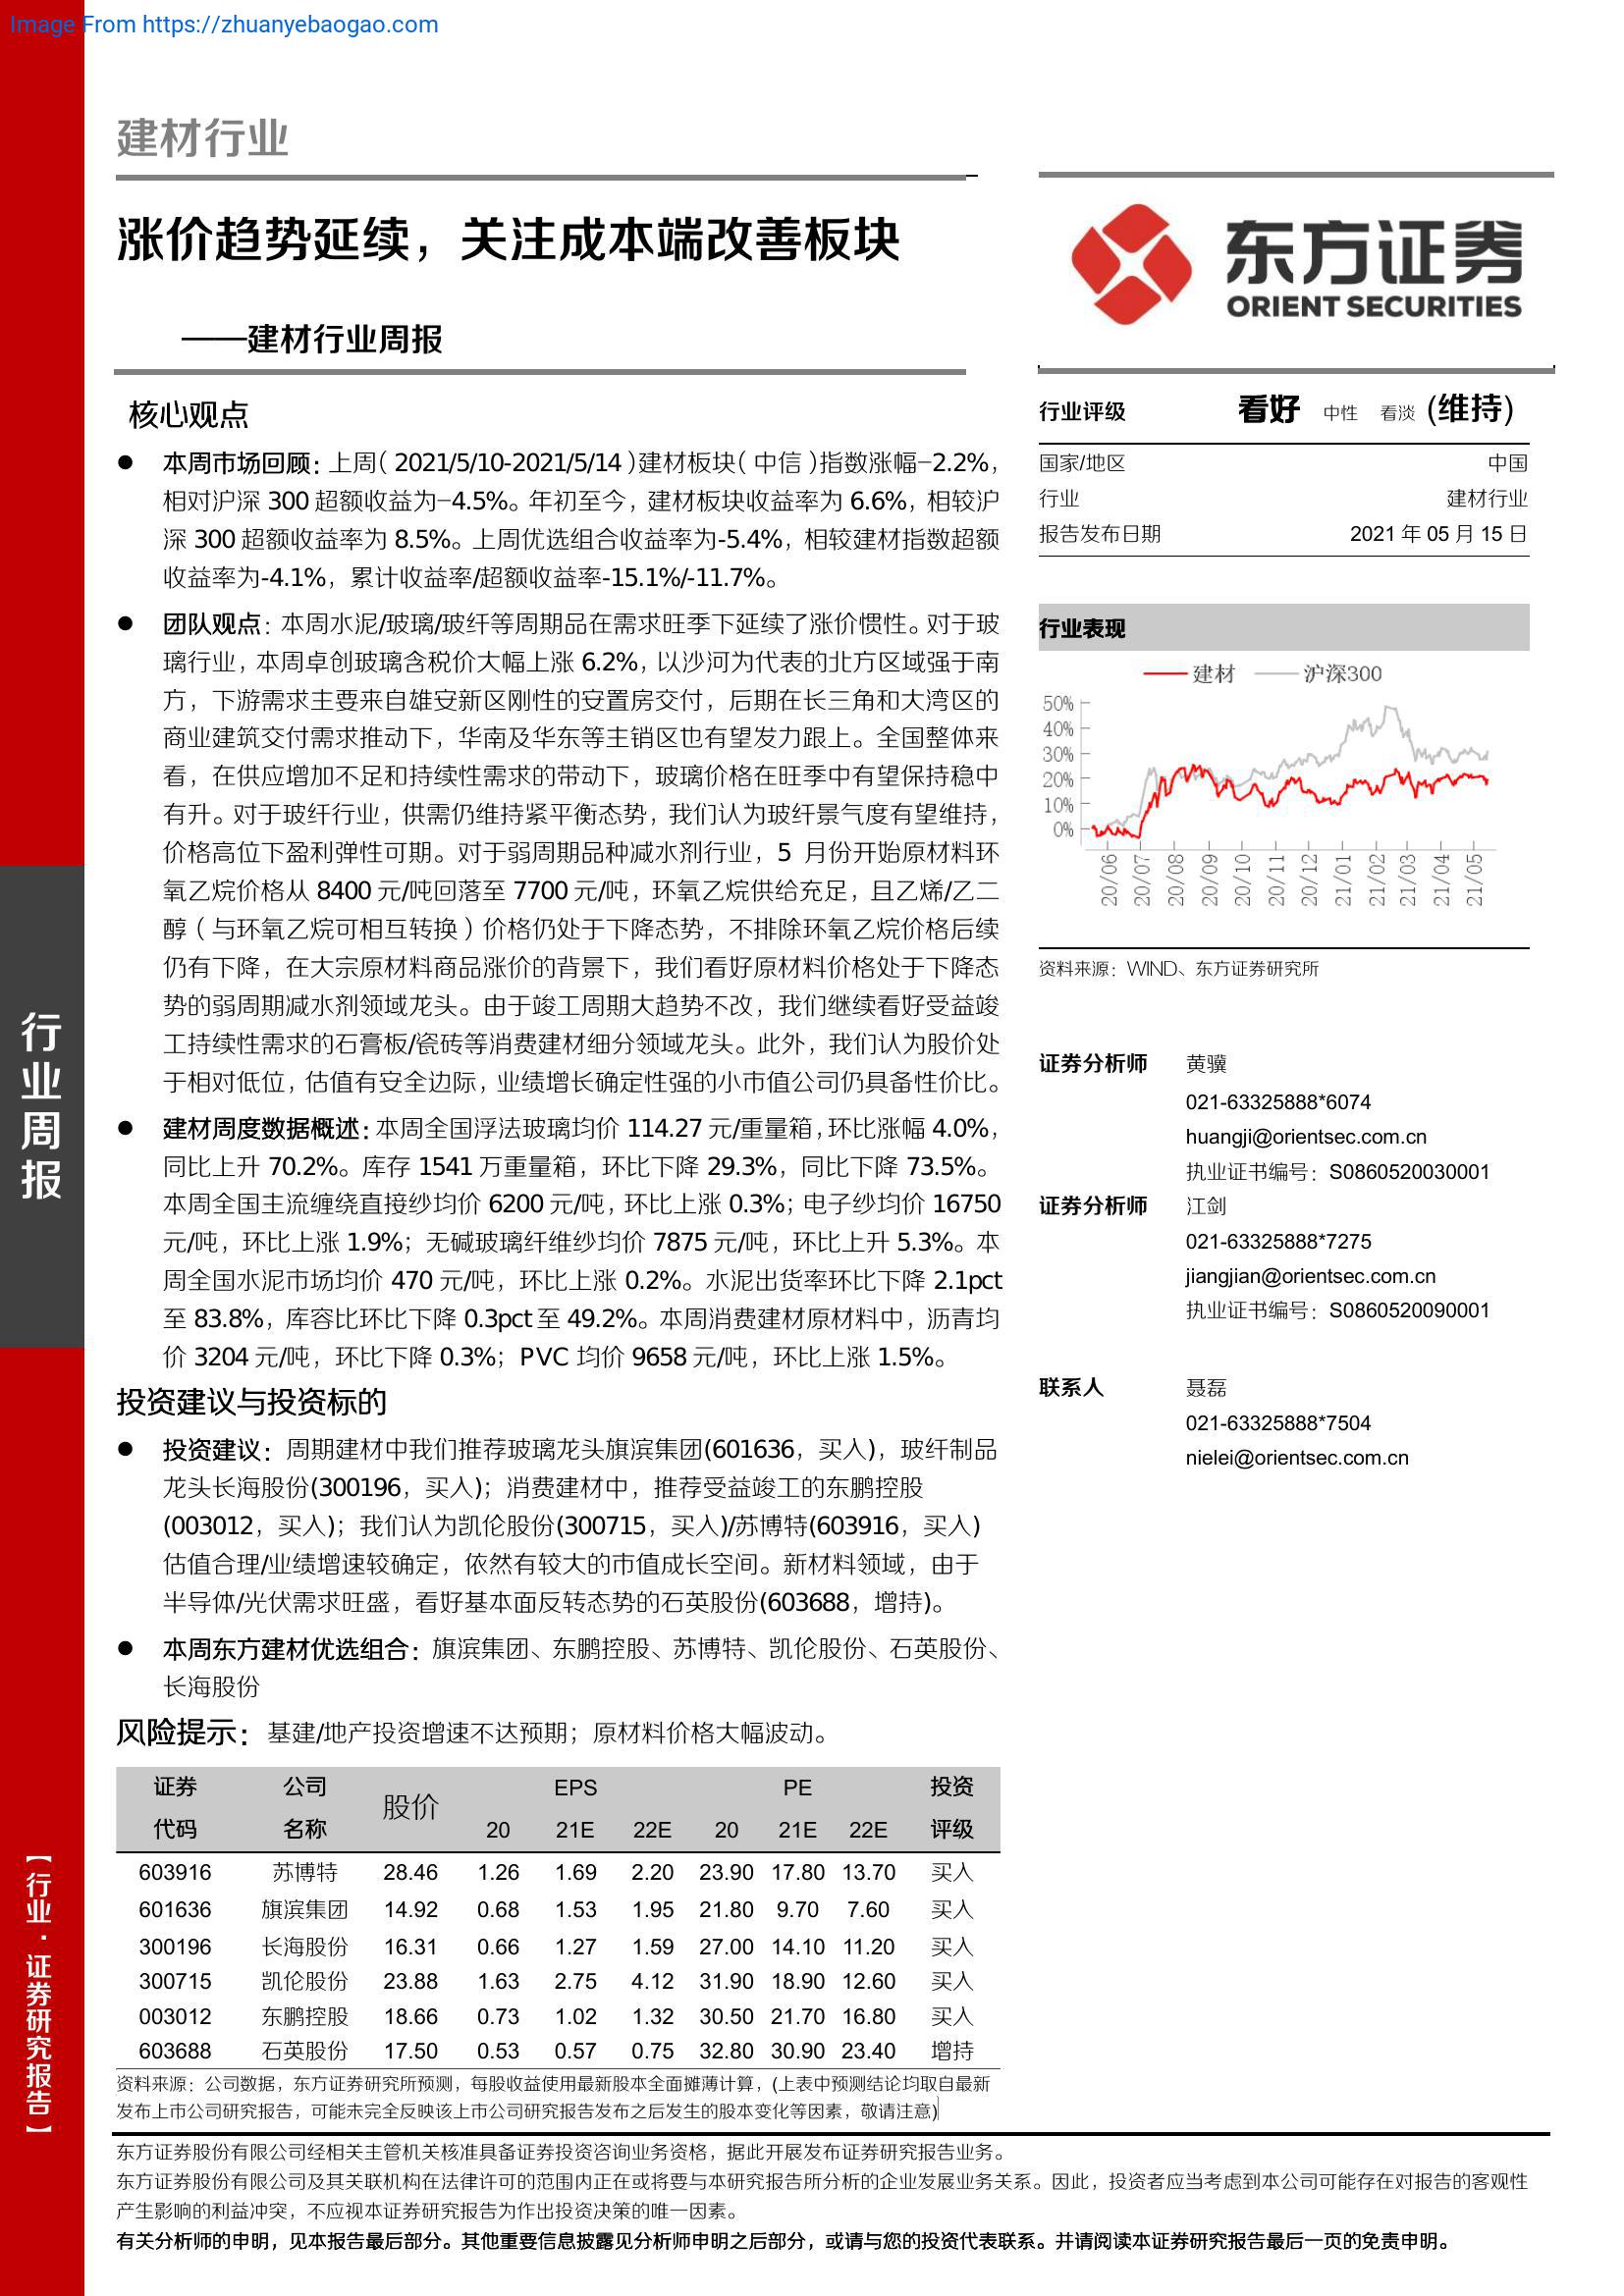 Image From https://zhuanyebaogao.com
建材行业
涨价趋势延续，关注成本端改善板块
——建材行业周报
核心观点
● 本周市场回顾：上周（2021/5/10-2021/5/14）建材板块（中信）指数涨幅-2.2%，
相对沪深 300 超额收益为-4.5%。年初至今，建材板块收益率为 6.6%，相较沪
深 300 超额收益率为 8.5%。上周优选组合收益率为-5.4%，相较建材指数超额
收益率为-4.1%，累计收益率/超额收益率-15.1%/-11.7%。
● 团队观点：本周水泥/玻璃/玻纤等周期品在需求旺季下延续了涨价惯性。对于玻
璃行业，本周卓创玻璃含税价大幅上涨 6.2%，以沙河为代表的北方区域强于南
方，下游需求主要来自雄安新区刚性的安置房交付，后期在长三角和大湾区的
商业建筑交付需求推动下，华南及华东等主销区也有望发力跟上。全国整体来
看，在供应增加不足和持续性需求的带动下，玻璃价格在旺季中有望保持稳中
有升。对于玻纤行业，供需仍维持紧平衡态势，我们认为玻纤景气度有望维持，
价格高位下盈利弹性可期。对于弱周期品种减水剂行业，5 月份开始原材料环
氧乙烷价格从 8400 元/吨回落至 7700 元/吨，环氧乙烷供给充足，且乙烯/乙二
醇（与环氧乙烷可相互转换）价格仍处于下降态势，不排除环氧乙烷价格后续
仍有下降，在大宗原材料商品涨价的背景下，我们看好原材料价格处于下降态
势的弱周期减水剂领域龙头。由于竣工周期大趋势不改，我们继续看好受益竣
工持续性需求的石膏板/瓷砖等消费建材细分领域龙头。此外，我们认为股价处
于相对低位，估值有安全边际，业绩增长确定性强的小市值公司仍具备性价比。
● 建材周度数据概述：本周全国浮法玻璃均价 114.27 元/重量箱，环比涨幅 4.0%，
同比上升 70.2%。库存 1541 万重量箱，环比下降 29.3%，同比下降 73.5%。
本周全国主流缠绕直接纱均价 6200 元/吨，环比上涨 0.3%；电子纱均价 16750
元/吨，环比上涨 1.9%；无碱玻璃纤维纱均价 7875 元/吨，环比上升 5.3%。本
周全国水泥市场均价 470 元/吨，环比上涨 0.2%。水泥出货率环比下降 2.1pct
至 83.8%，库容比环比下降 0.3pct 至 49.2%。本周消费建材原材料中，沥青均
价 3204 元/吨，环比下降 0.3%；PVC 均价 9658 元/吨，环比上涨 1.5%。
投资建议与投资标的
● 投资建议：周期建材中我们推荐玻璃龙头旗滨集团(601636，买入)，玻纤制品
龙头长海股份(300196，买入)；消费建材中，推荐受益竣工的东鹏控股
(003012，买入)；我们认为凯伦股份(300715，买入)/苏博特(603916，买入)
估值合理/业绩增速较确定，依然有较大的市值成长空间。新材料领域，由于
半导体/光伏需求旺盛，看好基本面反转态势的石英股份(603688，增持)。
● 本周东方建材优选组合：旗滨集团、东鹏控股、苏博特、凯伦股份、石英股份、
长海股份
风险提示：基建/地产投资增速不达预期；原材料价格大幅波动。
证券 公司 股价 EPS PE 投资
代码 名称 20 21E 22E 20 21E 22E 评级
603916 苏博特 28.46 1.26 1.69 2.20 23.90 17.80 13.70 买入
601636 旗滨集团 14.92 0.68 1.53 1.95 21.80 9.70 7.60 买入
300196 长海股份 16.31 0.66 1.27 1.59 27.00 14.10 11.20 买入
300715 凯伦股份 23.88 1.63 2.75 4.12 31.90 18.90 12.60 买入
003012 东鹏控股 18.66 0.73 1.02 1.32 30.50 21.70 16.80 买入
603688 石英股份 17.50 0.53 0.57 0.75 32.80 30.90 23.40 增持
资料来源：公司数据，东方证券研究所预测，每股收益使用最新股本全面摊薄计算，(上表中预测结论均取自最新
发布上市公司研究报告，可能未完全反映该上市公司研究报告发布之后发生的股本变化等因素，敬请注意)
东方证券
ORIENT SECURITIES
行业评级 看好 中性 看淡 (维持)
国家/地区 中国
行业 建材行业
报告发布日期 2021 年 05 月 15 日
行业表现
建材 沪深300
50%
40%
30%
20%
10%
0%
20/06 20/07 20/08 20/09 20/10 20/11 20/12 21/01 21/02 21/03 21/04 21/05
资料来源：WIND、东方证券研究所
证券分析师 黄骥
021-63325888*6074
huangji@orientsec.com.cn
执业证书编号：S0860520030001
证券分析师 江剑
021-63325888*7275
jiangjian@orientsec.com.cn
执业证书编号：S0860520090001
联系人 聂磊
021-63325888*7504
nielei@orientsec.com.cn
行业周报
【行业·证券研究报告】
东方证券股份有限公司经相关主管机关核准具备证券投资咨询业务资格，据此开展发布证券研究报告业务。
东方证券股份有限公司及其关联机构在法律许可的范围内正在或将要与本研究报告所分析的企业发展业务关系。因此，投资者应当考虑到本公司可能存在对报告的客观性
产生影响的利益冲突，不应视本证券研究报告为作出投资决策的唯一因素。
有关分析师的申明，见本报告最后部分。其他重要信息披露见分析师申明之后部分，或请与您的投资代表联系。并请阅读本证券研究报告最后一页的免责申明。